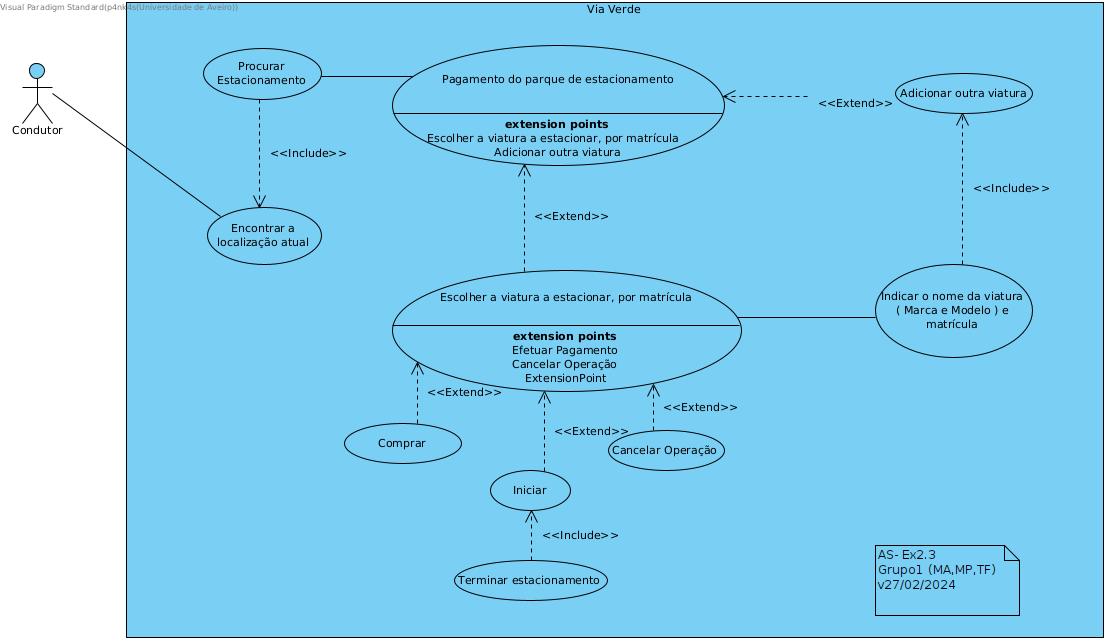 Visual Paradigm Standard(p4nk4s(Universidade de Aveiro))
Via Verde
Condutor
Procurar
Estacionamento
<<Include>>
Encontrar a
localização atual
Pagamento do parque de estacionamento
extension points
Escolher a viatura a estacionar, por matrícula
Adicionar outra viatura
<<Extend>>
Adicionar outra viatura
<<Include>>
<<Extend>>
Escolher a viatura a estacionar, por matrícula
extension points
Efetuar Pagamento
Cancelar Operação
ExtensionPoint
Indicar o nome da viatura
( Marca e Modelo ) e
matrícula
<<Extend>>
<<Extend>>
<<Extend>>
Comprar
Cancelar Operação
Iniciar
<<Include>>
Terminar estacionamento
AS- Ex2.3
Grupo1 (MA,MP,TF)
v27/02/2024